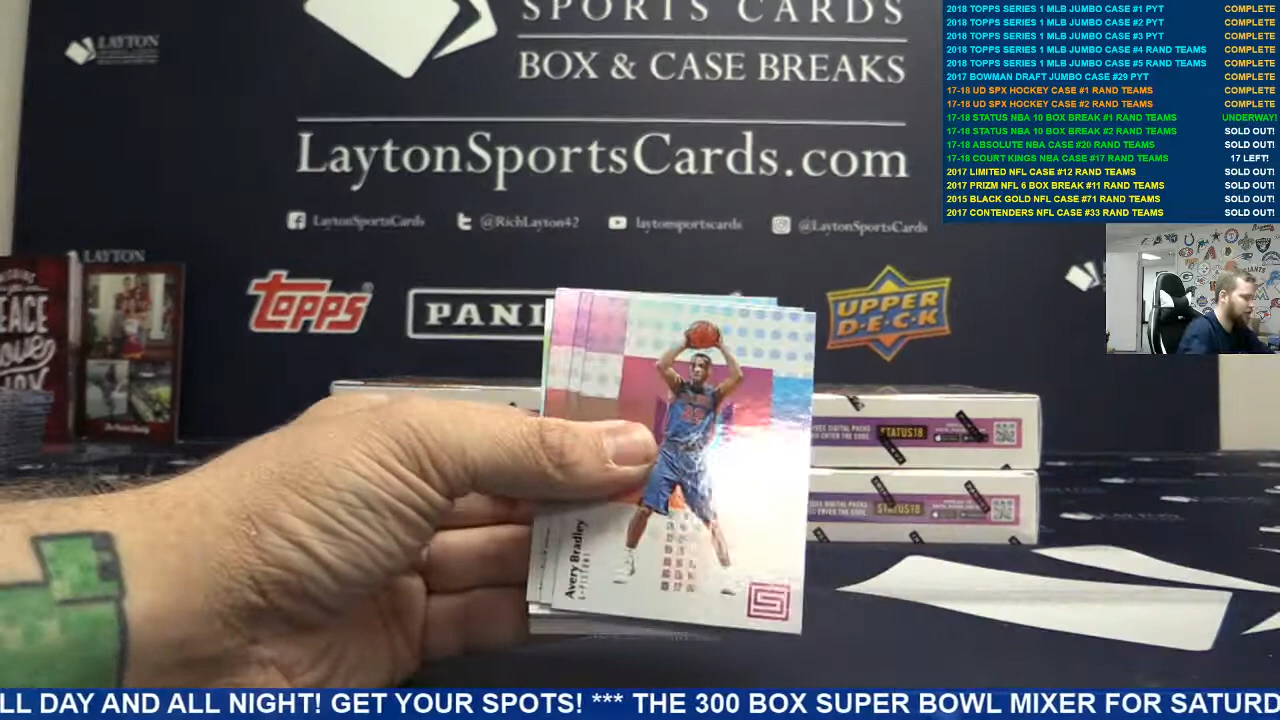 SPORTS CARDS
BOX & CASE BREAKS
LaytonSportsCards.com
LaytonSportsCards
@RichLayton42
laytonsportscards
@LaytonSportsCards
LAYTON
LAYTON
TOPPS
PANI
UPPER
DECK
EACE
Love
JOY
STATUS18
STATUS18
Avery Bradley
G-PISTONS
2018 TOPPS SERIES 1 MLB JUMBO CASE #1 PYT COMPLETE
2018 TOPPS SERIES 1 MLB JUMBO CASE #2 PYT COMPLETE
2018 TOPPS SERIES 1 MLB JUMBO CASE #3 PYT COMPLETE
2018 TOPPS SERIES 1 MLB JUMBO CASE #4 RAND TEAMS COMPLETE
2018 TOPPS SERIES 1 MLB JUMBO CASE #5 RAND TEAMS COMPLETE
2017 BOWMAN DRAFT JUMBO CASE #29 PYT COMPLETE
17-18 UD SPX HOCKEY CASE #1 RAND TEAMS COMPLETE
17-18 UD SPX HOCKEY CASE #2 RAND TEAMS COMPLETE
17-18 STATUS NBA 10 BOX BREAK #1 RAND TEAMS UNDERWAY!
17-18 STATUS NBA 10 BOX BREAK #2 RAND TEAMS SOLD OUT!
17-18 ABSOLUTE NBA CASE #20 RAND TEAMS SOLD OUT!
17-18 COURT KINGS NBA CASE #17 RAND TEAMS 17 LEFT!
2017 LIMITED NFL CASE #12 RAND TEAMS SOLD OUT!
2017 PRIZM NFL 6 BOX BREAK #11 RAND TEAMS SOLD OUT!
2015 BLACK GOLD NFL CASE #71 RAND TEAMS SOLD OUT!
2017 CONTENDERS NFL CASE #33 RAND TEAMS SOLD OUT!
LL DAY AND ALL NIGHT! GET YOUR SPOTS! *** THE 300 BOX SUPER BOWL MIXER FOR SATURD